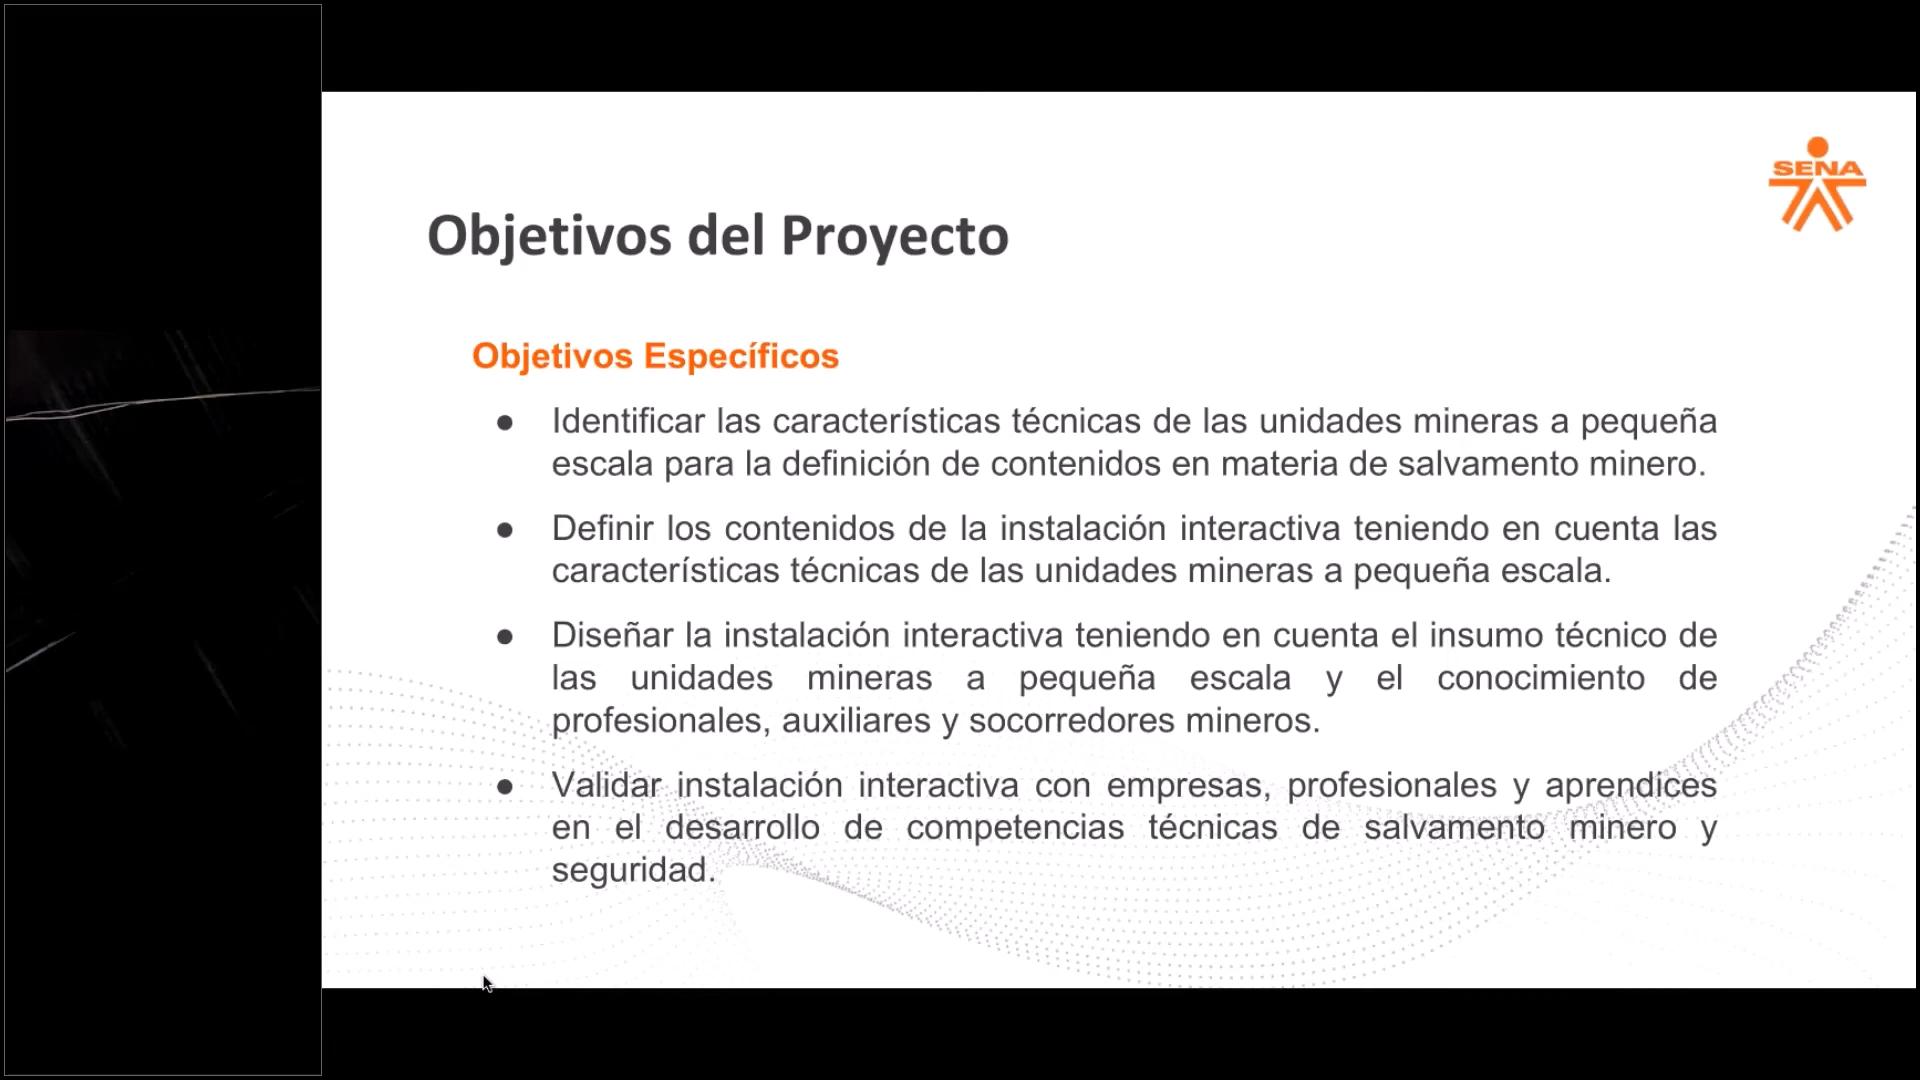 SENA
Objetivos del Proyecto
Objetivos Específicos
● Identificar las características técnicas de las unidades mineras a pequeña
escala para la definición de contenidos en materia de salvamento minero.
● Definir los contenidos de la instalación interactiva teniendo en cuenta las
características técnicas de las unidades mineras a pequeña escala.
● Diseñar la instalación interactiva teniendo en cuenta el insumo técnico de
las unidades mineras a pequeña escala y el conocimiento de
profesionales, auxiliares y socorredores mineros.
● Validar instalación interactiva con empresas, profesionales y aprendices
en el desarrollo de competencias técnicas de salvamento minero y
seguridad.